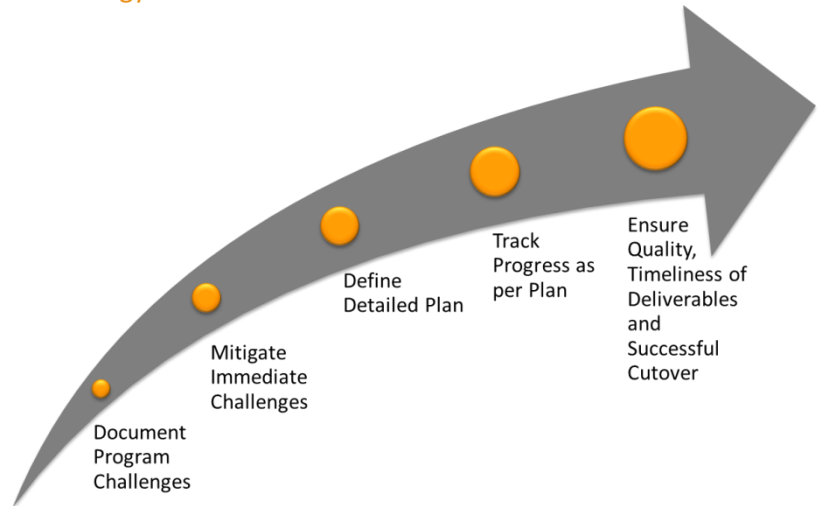 Document
Program
Challenges
Mitigate
Immediate
Challenges
Define
Detailed Plan
Track
Progress as
per Plan
Ensure
Quality,
Timeliness of
Deliverables
and
Successful
Cutover